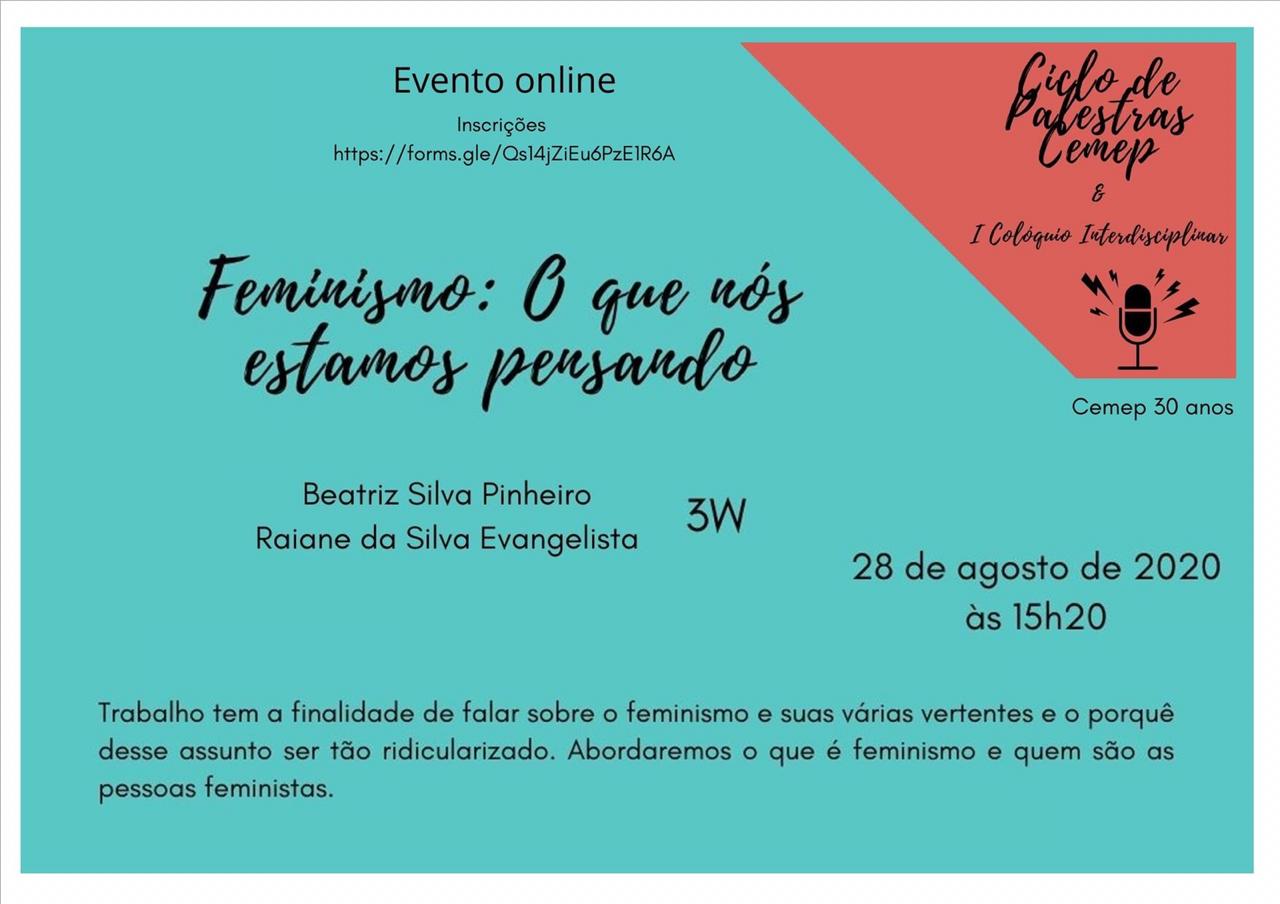 Evento online
Inscrições
https://forms.gle/Qs14jZiEu6PzE1R6A
Ciclo de
Palestras
Cemep
&
I Colóquio Interdisciplinar
Cemep 30 anos
Feminismo: O que nós
estamos pensando
Beatriz Silva Pinheiro
Raiane da Silva Evangelista
3W
28 de agosto de 2020
às 15h20
Trabalho tem a finalidade de falar sobre o feminismo e suas várias vertentes e o porquê
desse assunto ser tão ridicularizado. Abordaremos o que é feminismo e quem são as
pessoas feministas.